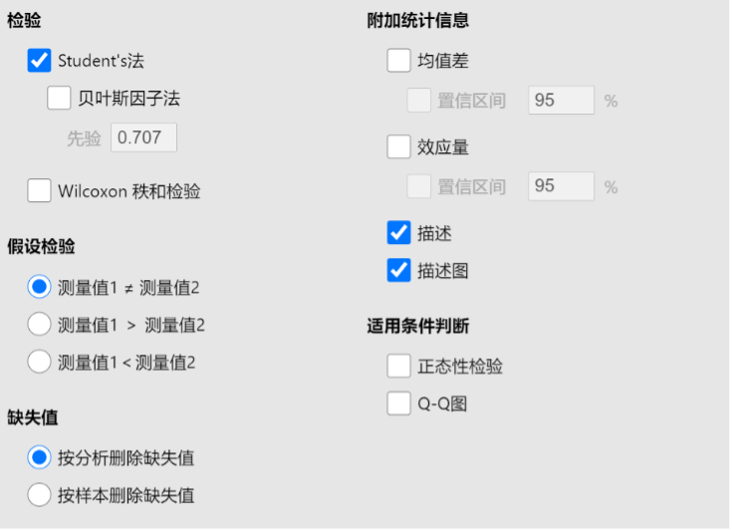 检验
Student's法
贝叶斯因子法
先验 0.707
Wilcoxon 秩和检验
假设检验
测量值1 ≠ 测量值2
测量值1 > 测量值2
测量值1 < 测量值2
缺失值
按分析删除缺失值
按样本删除缺失值
附加统计信息
均值差
置信区间 95 %
效应量
置信区间 95 %
描述
描述图
适用条件判断
正态性检验
Q-Q图